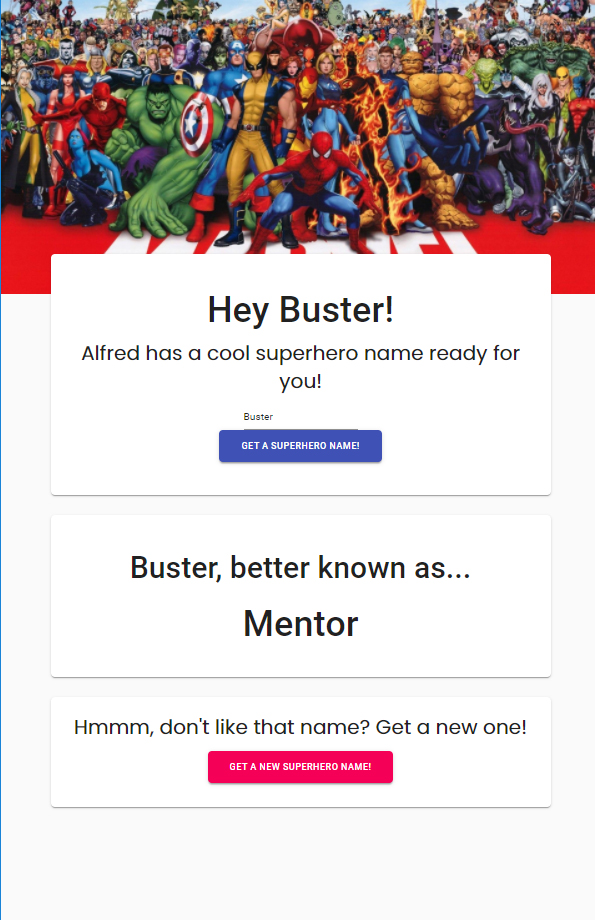 MARVEL
Hey Buster!
Alfred has a cool superhero name ready for
you!
Buster
GET A SUPERHERO NAME!
Buster, better known as...
Mentor
Hmmm, don't like that name? Get a new one!
GET A NEW SUPERHERO NAME!